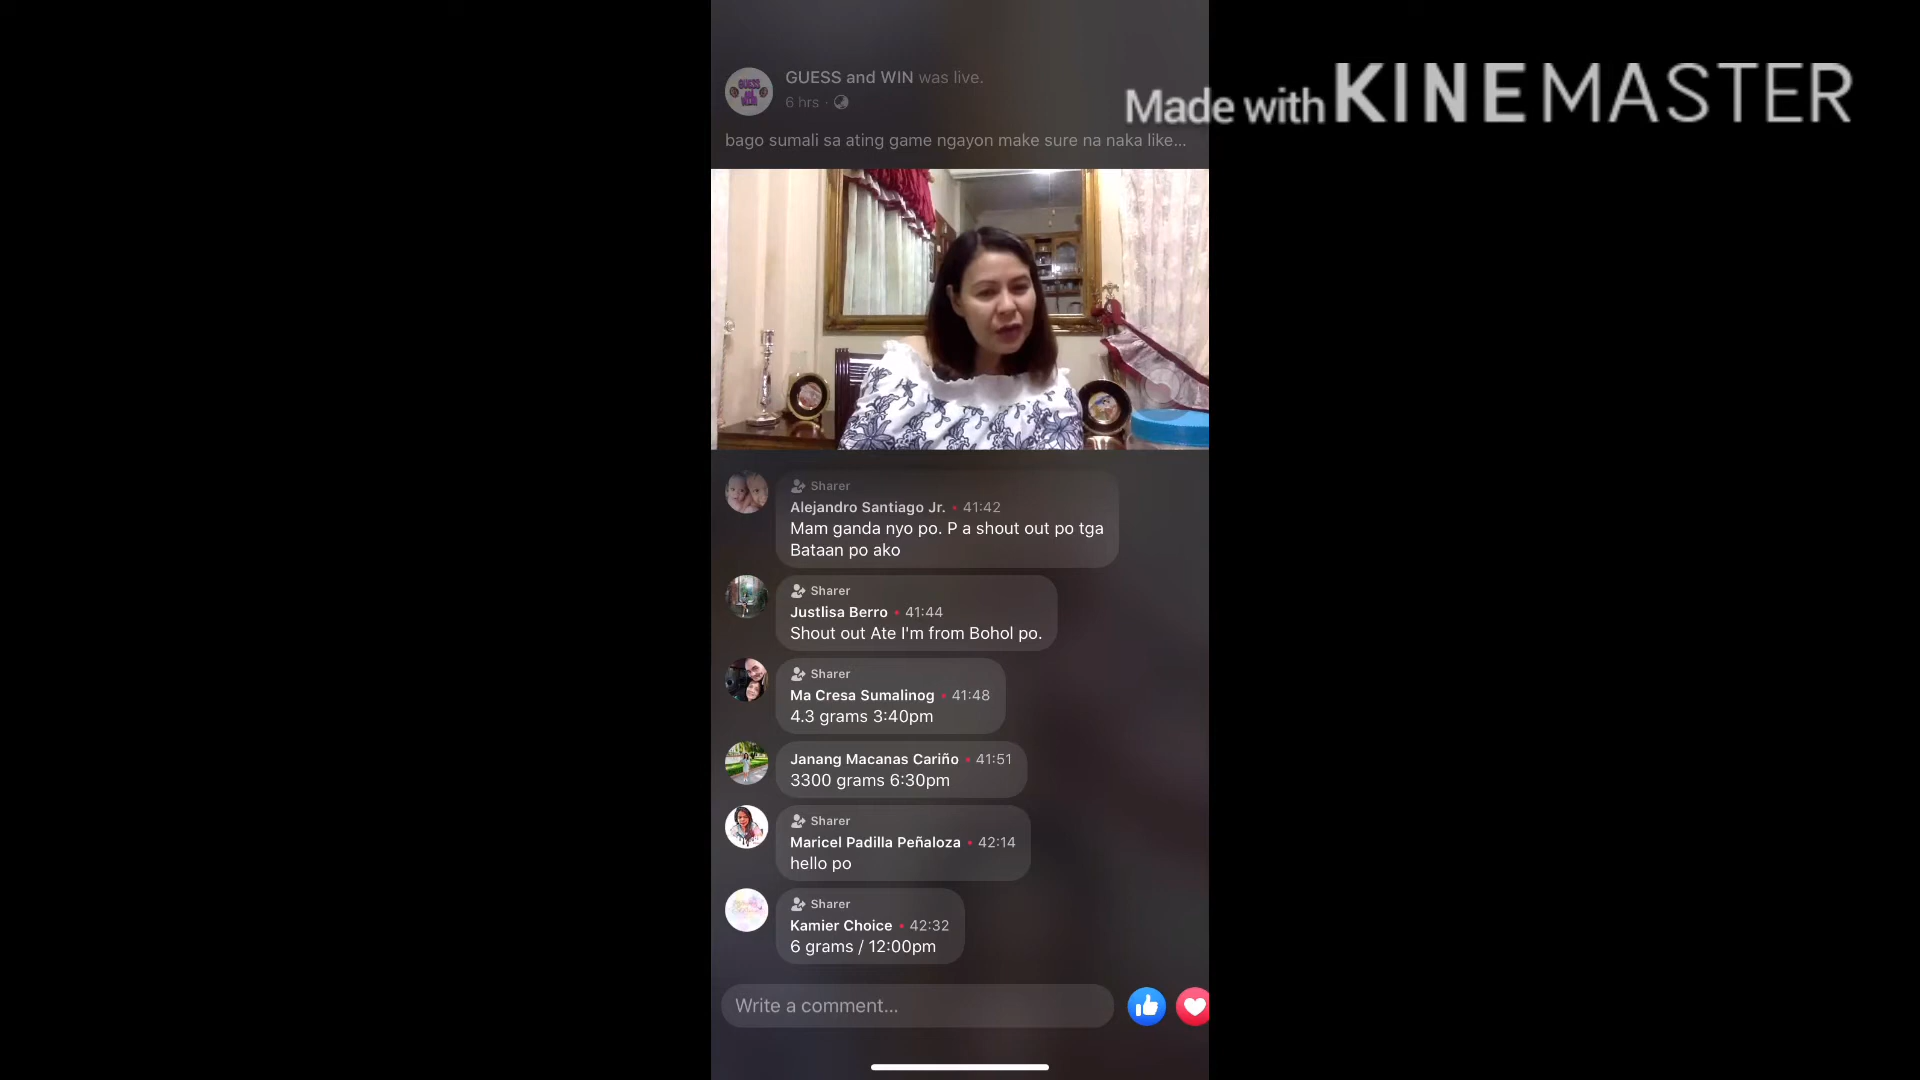 GUESS and WIN was live.
6 hrs ·
Made with KINEMASTER
bago sumali sa ating game ngayon make sure na naka like...
Sharer
Alejandro Santiago Jr. • 41:42
Mam ganda nyo po. P a shout out po tga
Bataan po ako
Sharer
Justlisa Berro • 41:44
Shout out Ate I'm from Bohol po.
Sharer
Ma Cresa Sumalinog • 41:48
4.3 grams 3:40pm
Janang Macanas Cariño • 41:51
3300 grams 6:30pm
Sharer
Maricel Padilla Peñaloza • 42:14
hello po
Sharer
Kamier Choice • 42:32
6 grams / 12:00pm
Write a comment...